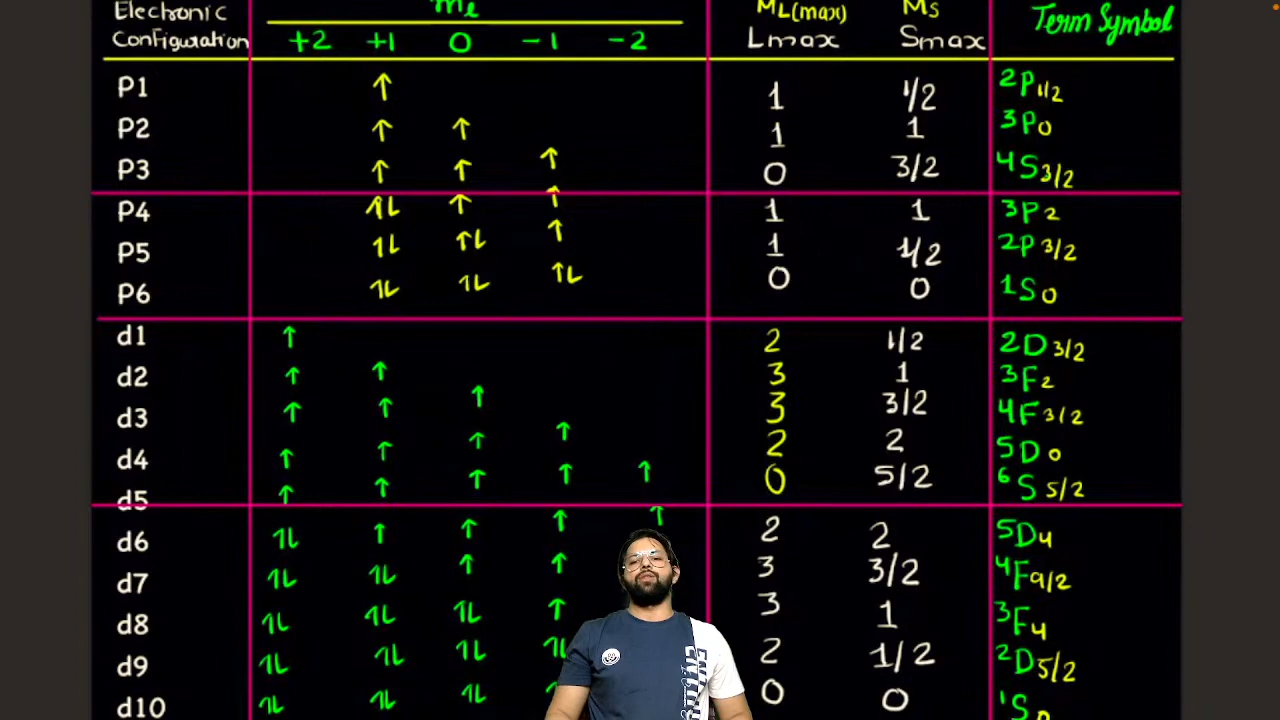 Electronic Configuration ml ML(max) Lmax Ms Smax Term Symbol
+2 +1 0 -1 -2
P1 ↑ 1 1/2 2P1/2
P2 ↑ ↑ 1 1 3P0
P3 ↑ ↑ ↑ 0 3/2 4S3/2
P4 ↑↓ ↑ ↑ 1 1 3P2
P5 ↑↓ ↑↓ ↑ 1 1/2 2P3/2
P6 ↑↓ ↑↓ ↑↓ 0 0 1S0
d1 ↑ 2 1/2 2D3/2
d2 ↑ ↑ 3 1 3F2
d3 ↑ ↑ ↑ 3 3/2 4F3/2
d4 ↑ ↑ ↑ ↑ 2 2 5D0
d5 ↑ ↑ ↑ ↑ ↑ 0 5/2 6S5/2
d6 ↑↓ ↑ ↑ ↑ ↑ 2 2 5D4
d7 ↑↓ ↑↓ ↑ ↑ 3 3/2 4F9/2
d8 ↑↓ ↑↓ ↑↓ ↑ 3 1 3F4
d9 ↑↓ ↑↓ ↑↓ ↑↓ 2 1/2 2D5/2
d10 ↑↓ ↑↓ ↑↓ 0 0 1S0